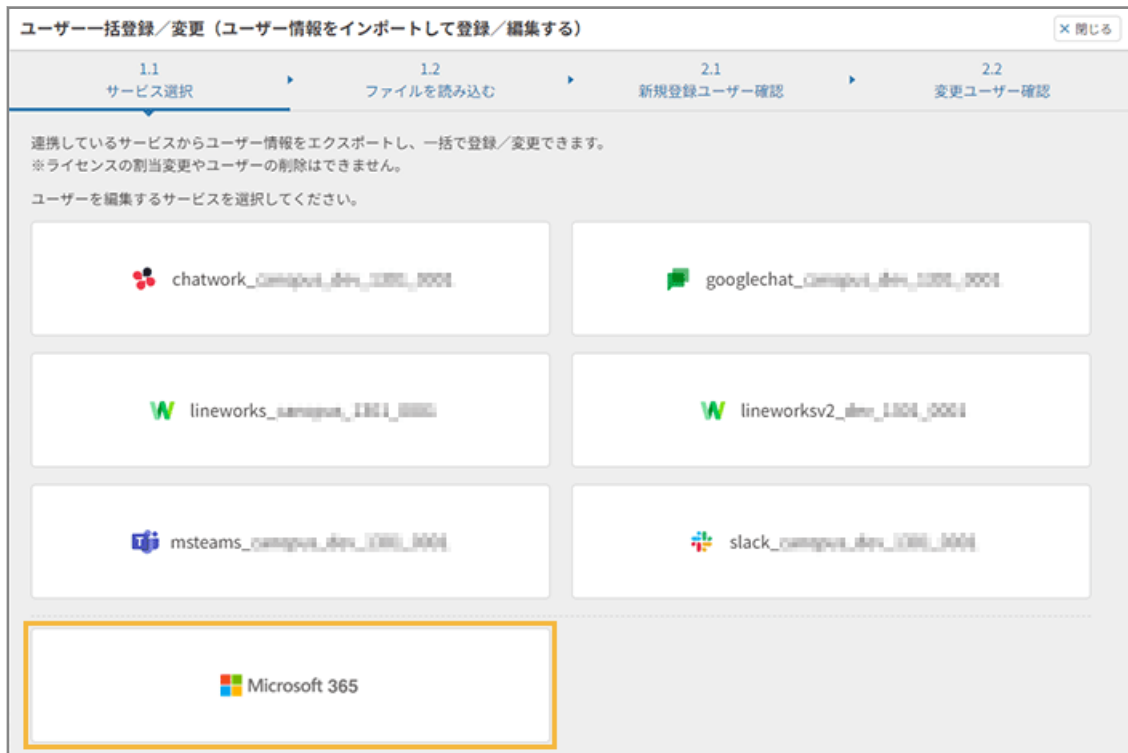 ユーザー一括登録／変更（ユーザー情報をインポートして登録／編集する）
× 閉じる
1.1
サービス選択
1.2
ファイルを読み込む
2.1
新規登録ユーザー確認
2.2
変更ユーザー確認
連携しているサービスからユーザー情報をエクスポートし、一括で登録／変更できます。
※ライセンスの割当変更やユーザーの削除はできません。
ユーザーを編集するサービスを選択してください。
chatwork_
googlechat_
lineworks_
lineworksv2_
msteams_
slack_
Microsoft 365